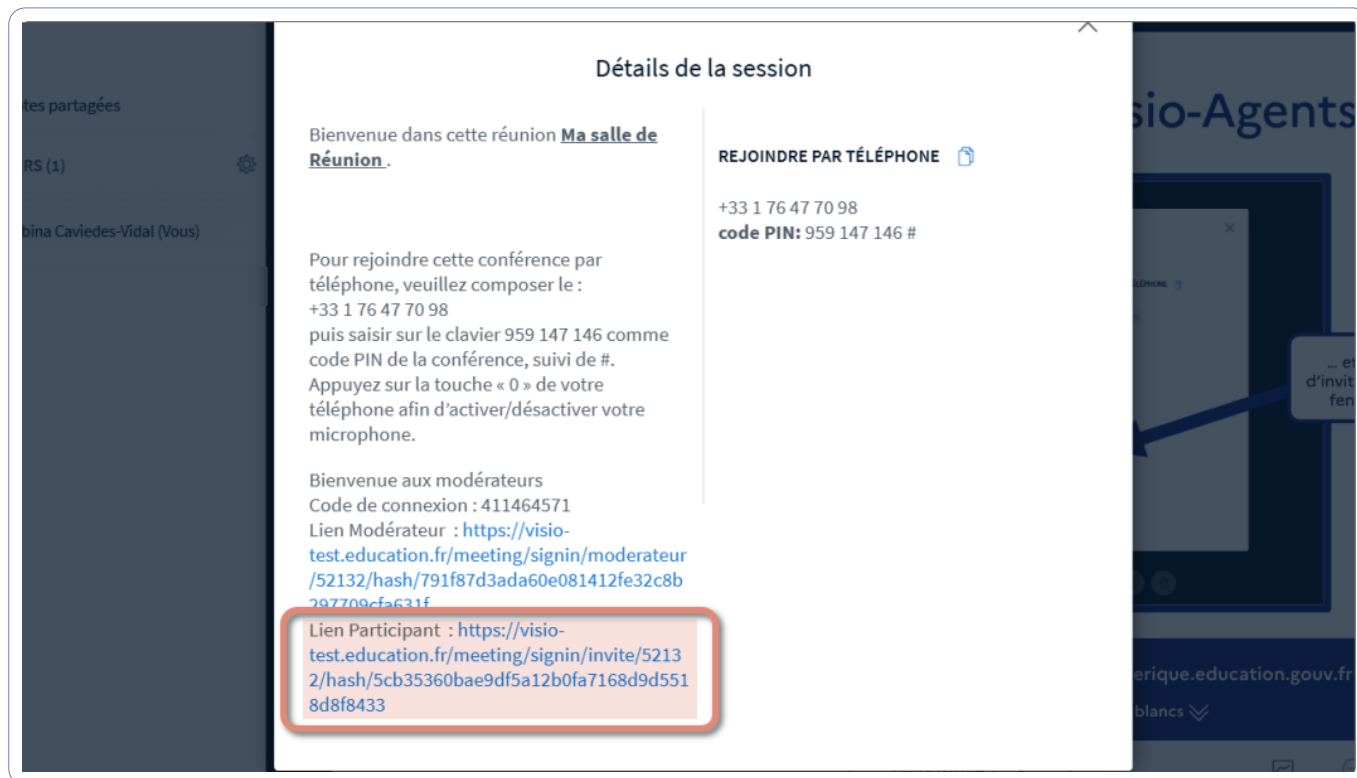 Détails de la session
tes partagées
RS (1)
bina Caviedes-Vidal (Vous)
Bienvenue dans cette réunion Ma salle de
Réunion .
Pour rejoindre cette conférence par
téléphone, veuillez composer le :
+33 1 76 47 70 98
puis saisir sur le clavier 959 147 146 comme
code PIN de la conférence, suivi de #.
Appuyez sur la touche « 0 » de votre
téléphone afin d’activer/désactiver votre
microphone.
Bienvenue aux modérateurs
Code de connexion : 411464571
Lien Modérateur : https://visio-
test.education.fr/meeting/signin/moderateur
/52132/hash/791f87d3ada60e081412fe32c8b
297709cfa631f
Lien Participant : https://visio-
test.education.fr/meeting/signin/invite/5213
2/hash/5cb35360bae9df5a12b0fa7168d9d551
8d8f8433
REJOINDRE PAR TÉLÉPHONE
+33 1 76 47 70 98
code PIN: 959 147 146 #
sio-Agents
... et
d’invit
fen
erique.education.gouv.fr
blancs